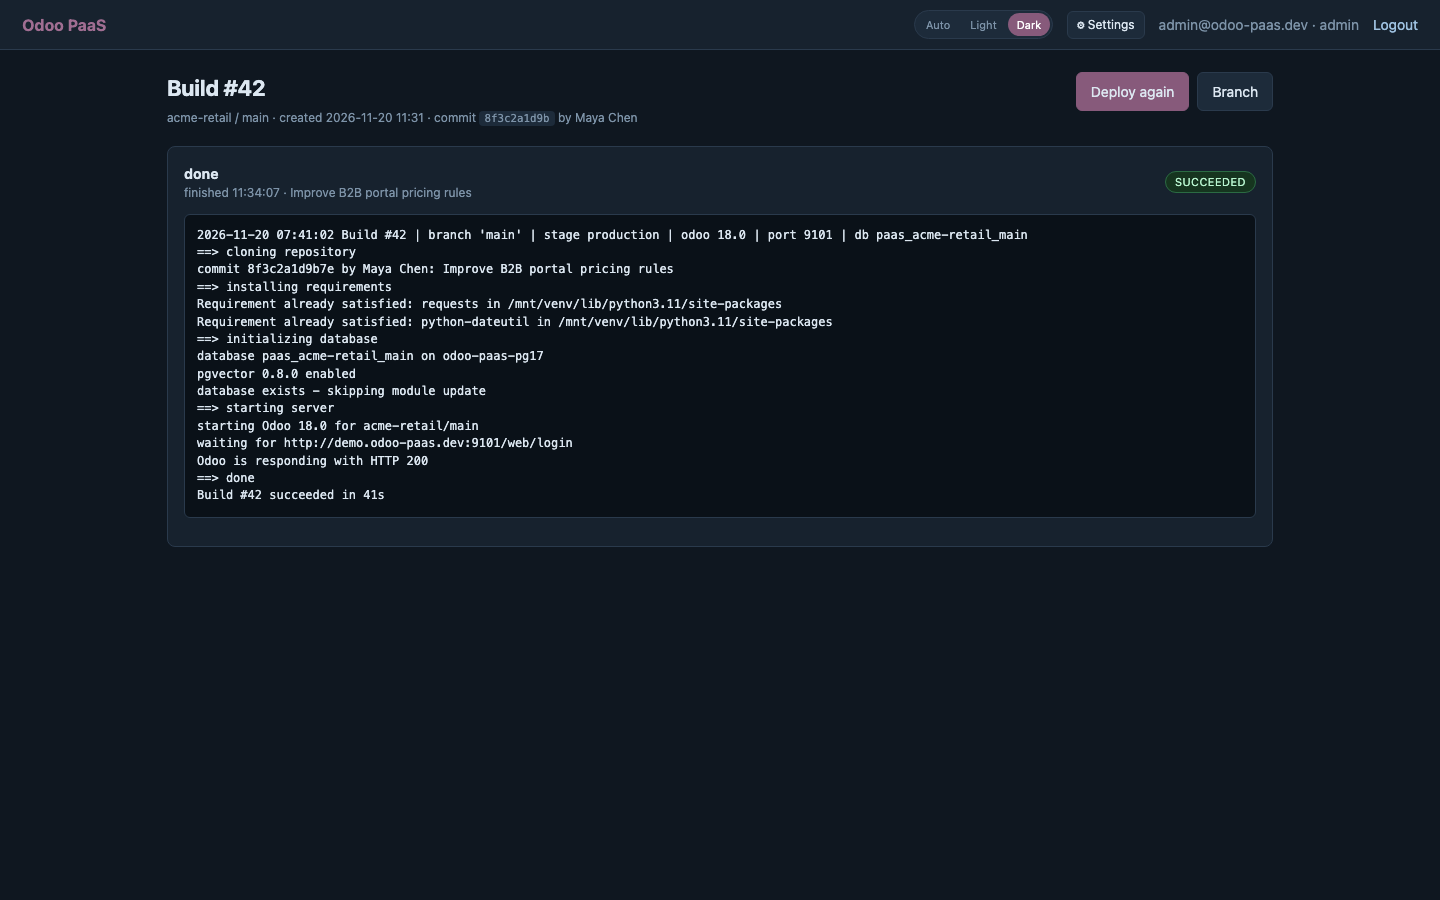 Odoo PaaS
Auto Light Dark ⚙ Settings admin@odoo-paas.dev · admin Logout
Build #42
Deploy again Branch
acme-retail / main · created 2026-11-20 11:31 · commit 8f3c2a1d9b by Maya Chen
done
finished 11:34:07 · Improve B2B portal pricing rules
SUCCEEDED
2026-11-20 07:41:02 Build #42 | branch 'main' | stage production | odoo 18.0 | port 9101 | db paas_acme-retail_main
==> cloning repository
commit 8f3c2a1d9b7e by Maya Chen: Improve B2B portal pricing rules
==> installing requirements
Requirement already satisfied: requests in /mnt/venv/lib/python3.11/site-packages
Requirement already satisfied: python-dateutil in /mnt/venv/lib/python3.11/site-packages
==> initializing database
database paas_acme-retail_main on odoo-paas-pg17
pgvector 0.8.0 enabled
database exists - skipping module update
==> starting server
starting Odoo 18.0 for acme-retail/main
waiting for http://demo.odoo-paas.dev:9101/web/login
Odoo is responding with HTTP 200
==> done
Build #42 succeeded in 41s